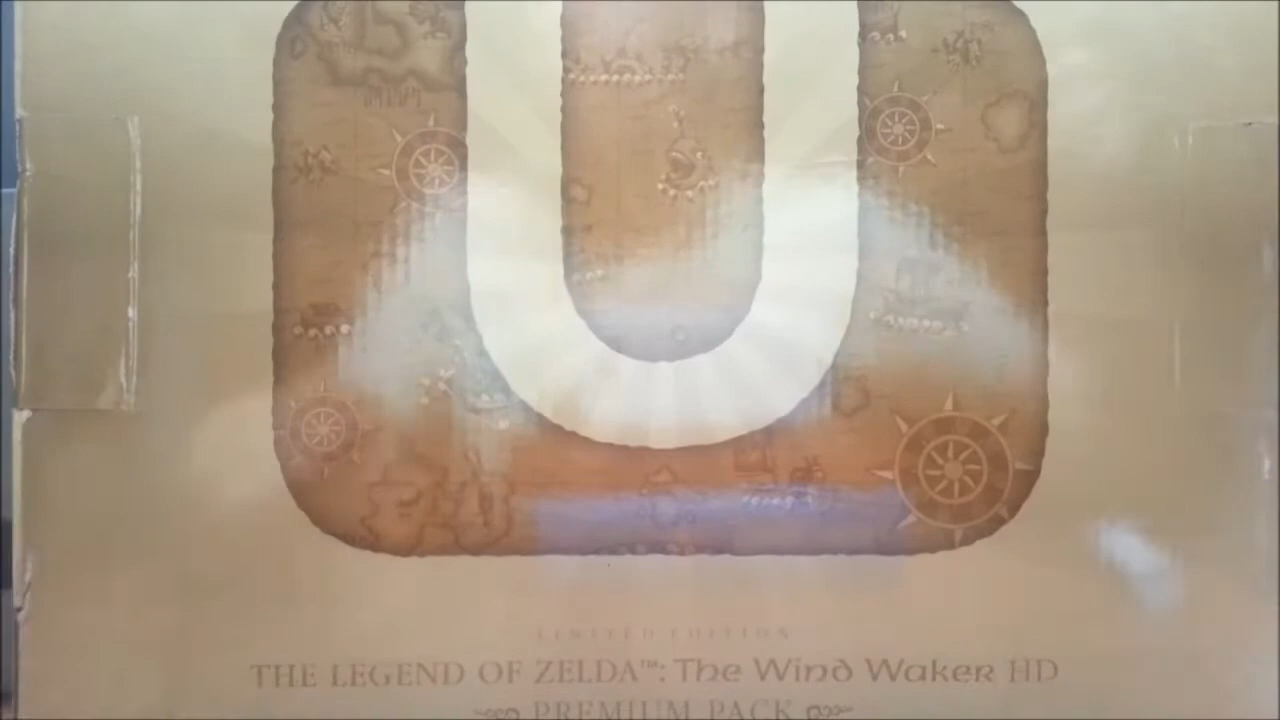 U
LIMITED EDITION
THE LEGEND OF ZELDA™: The Wind Waker HD
PREMIUM PACK